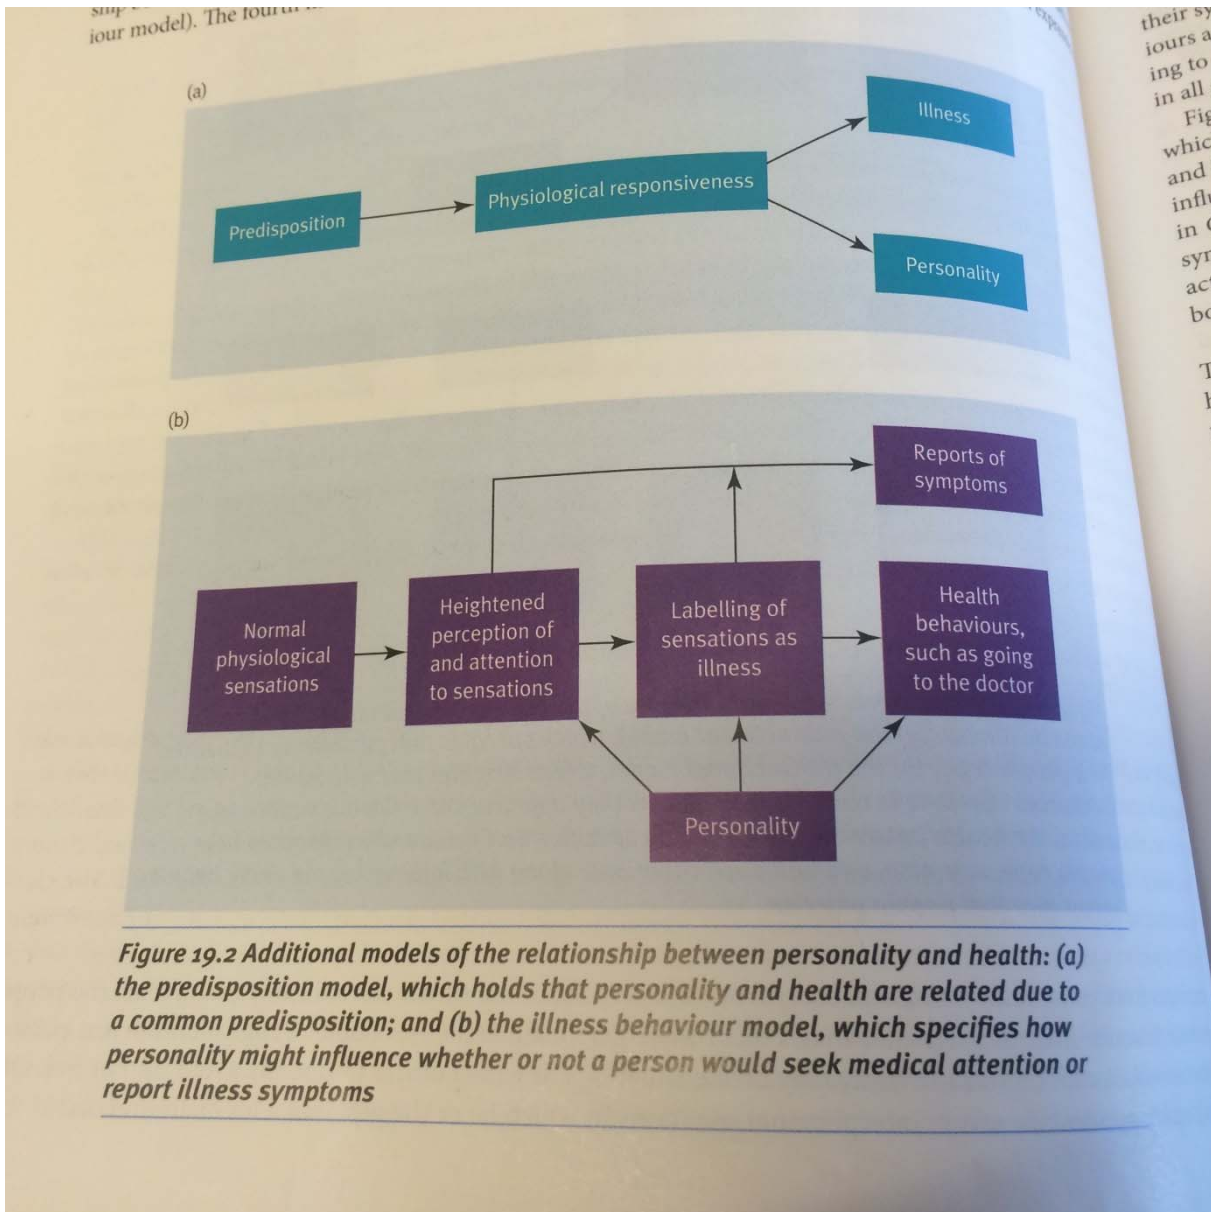 iour model). The fourth
(a)
Illness
Physiological responsiveness
Predisposition
Personality
(b)
Reports of
symptoms
Normal
physiological
sensations
Heightened
perception of
and attention
to sensations
Labelling of
sensations as
illness
Health
behaviours,
such as going
to the doctor
Personality
Figure 19.2 Additional models of the relationship between personality and health: (a)
the predisposition model, which holds that personality and health are related due to
a common predisposition; and (b) the illness behaviour model, which specifies how
personality might influence whether or not a person would seek medical attention or
report illness symptoms
their sy
iours a
ing to
in all
Fig
whic
and
influ
in
syr
act
bo